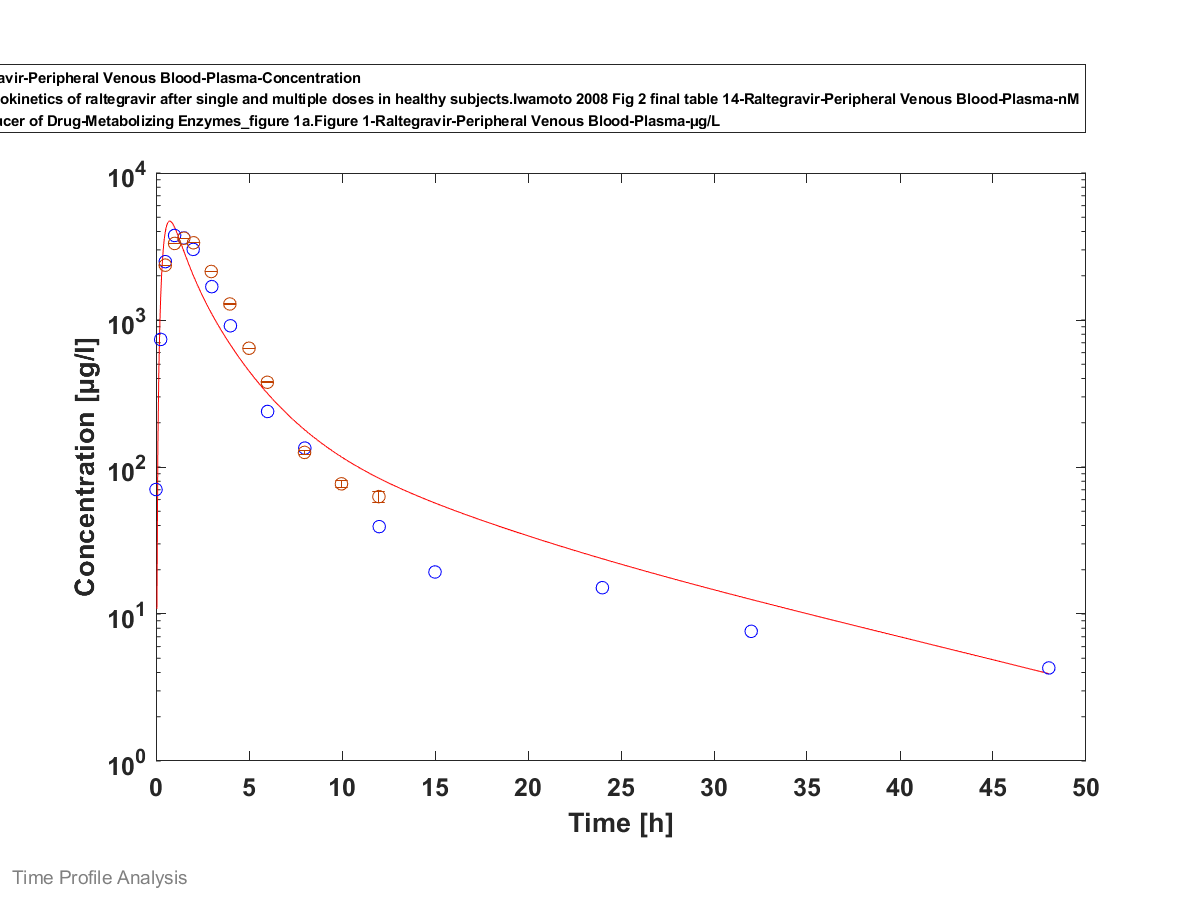 avir-Peripheral Venous Blood-Plasma-Concentration
okinetics of raltegravir after single and multiple doses in healthy subjects.Iwamoto 2008 Fig 2 final table 14-Raltegravir-Peripheral Venous Blood-Plasma-nM
ucer of Drug-Metabolizing Enzymes_figure 1a.Figure 1-Raltegravir-Peripheral Venous Blood-Plasma-µg/L
10^4
10^3
10^2
10^1
10^0
Concentration [µg/l]
0 5 10 15 20 25 30 35 40 45 50
Time [h]
Time Profile Analysis